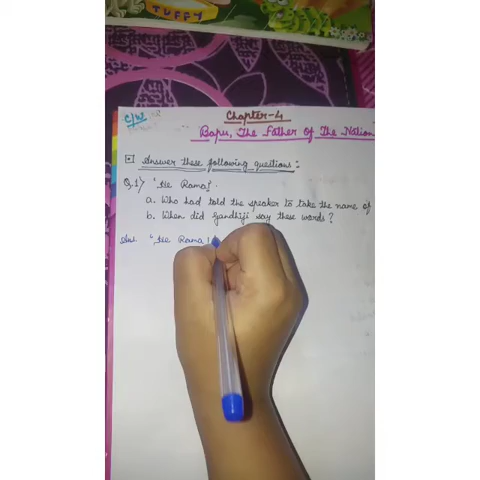 TUFFY
C/W
Chapter-4
Bapu, The Father Of The Nation
Answer these following questions :
Q.1) "He Rama!
a. Who had told the speaker to take the name of
b. When did Gandhiji say these words ?
Ans. "He Rama!